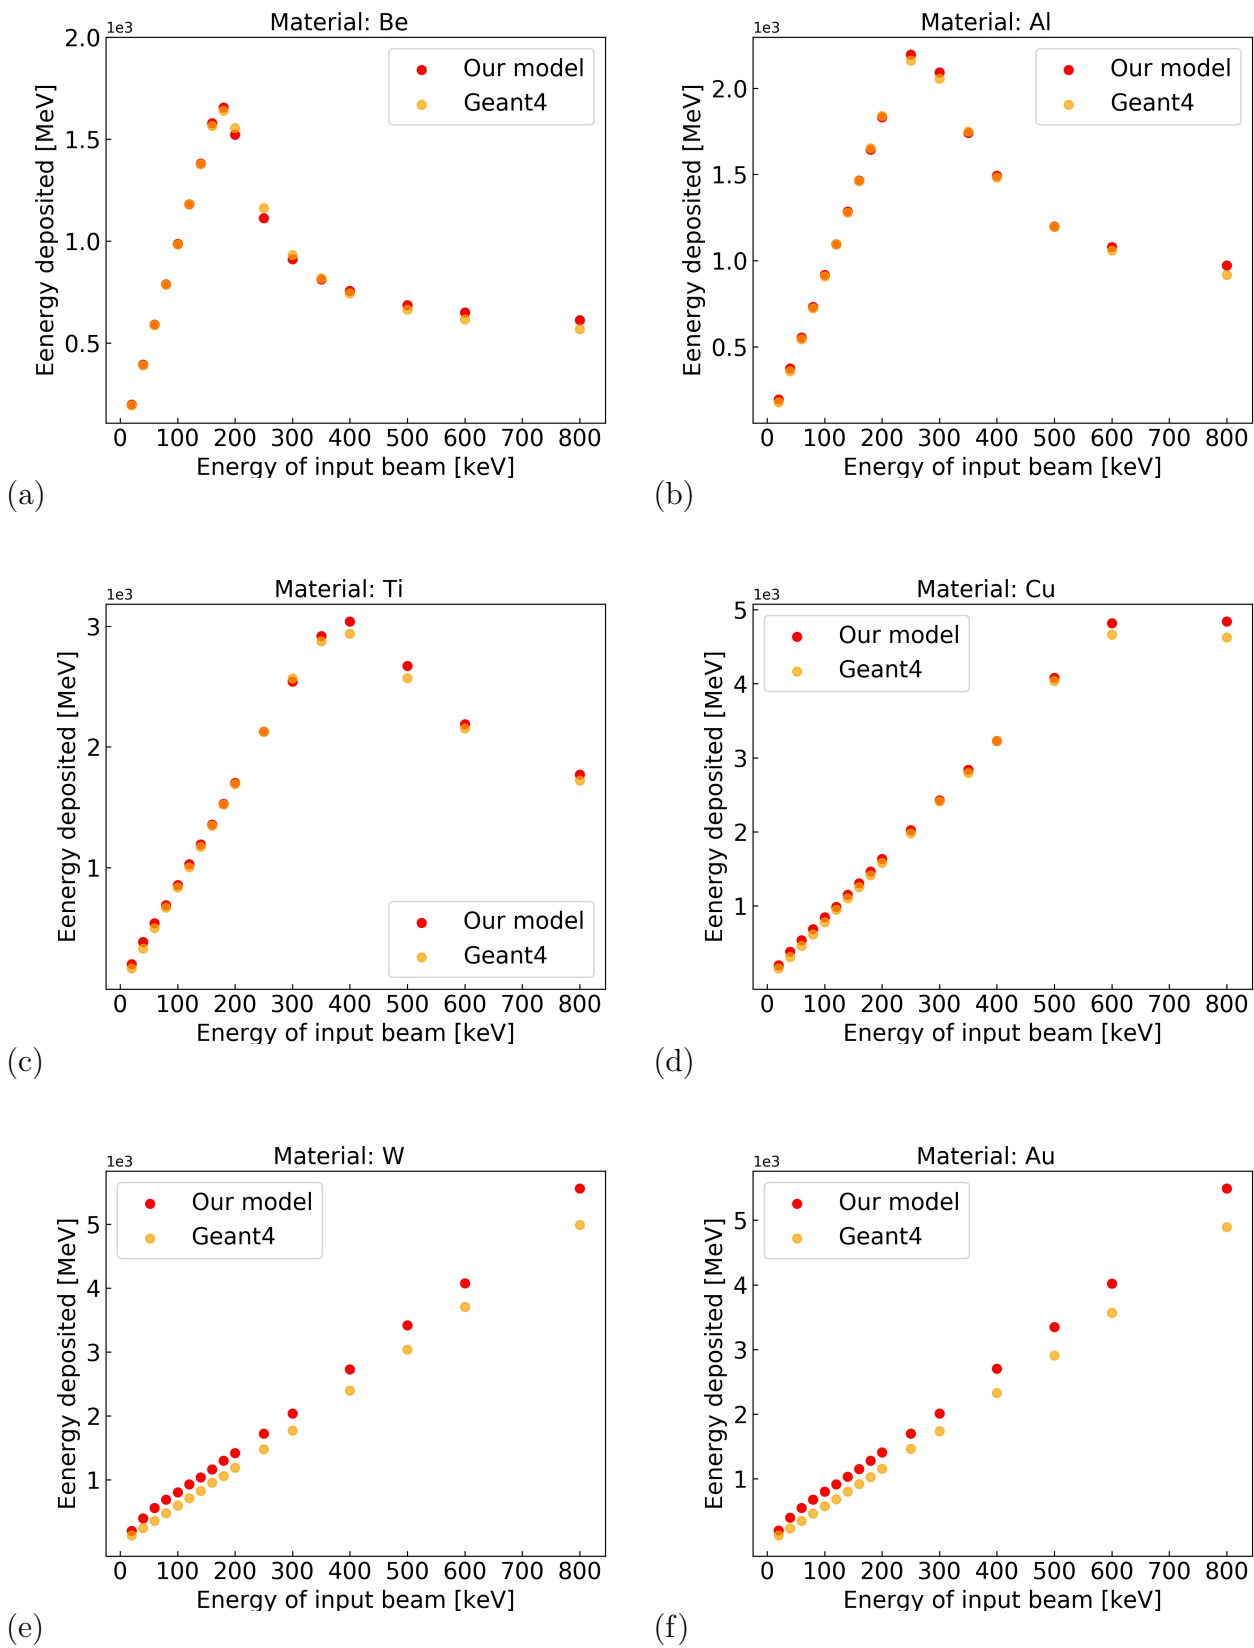 Material: Be
1e3
2.0
1.5
1.0
0.5
Eenergy deposited [MeV]
Our model
Geant4
0 100 200 300 400 500 600 700 800
Energy of input beam [keV]
(a)
Material: Al
1e3
2.0
1.5
1.0
0.5
Eenergy deposited [MeV]
Our model
Geant4
0 100 200 300 400 500 600 700 800
Energy of input beam [keV]
(b)
Material: Ti
1e3
3
2
1
Eenergy deposited [MeV]
Our model
Geant4
0 100 200 300 400 500 600 700 800
Energy of input beam [keV]
(c)
Material: Cu
1e3
5
4
3
2
1
Eenergy deposited [MeV]
Our model
Geant4
0 100 200 300 400 500 600 700 800
Energy of input beam [keV]
(d)
Material: W
1e3
5
4
3
2
1
Eenergy deposited [MeV]
Our model
Geant4
0 100 200 300 400 500 600 700 800
Energy of input beam [keV]
(e)
Material: Au
1e3
5
4
3
2
1
Eenergy deposited [MeV]
Our model
Geant4
0 100 200 300 400 500 600 700 800
Energy of input beam [keV]
(f)